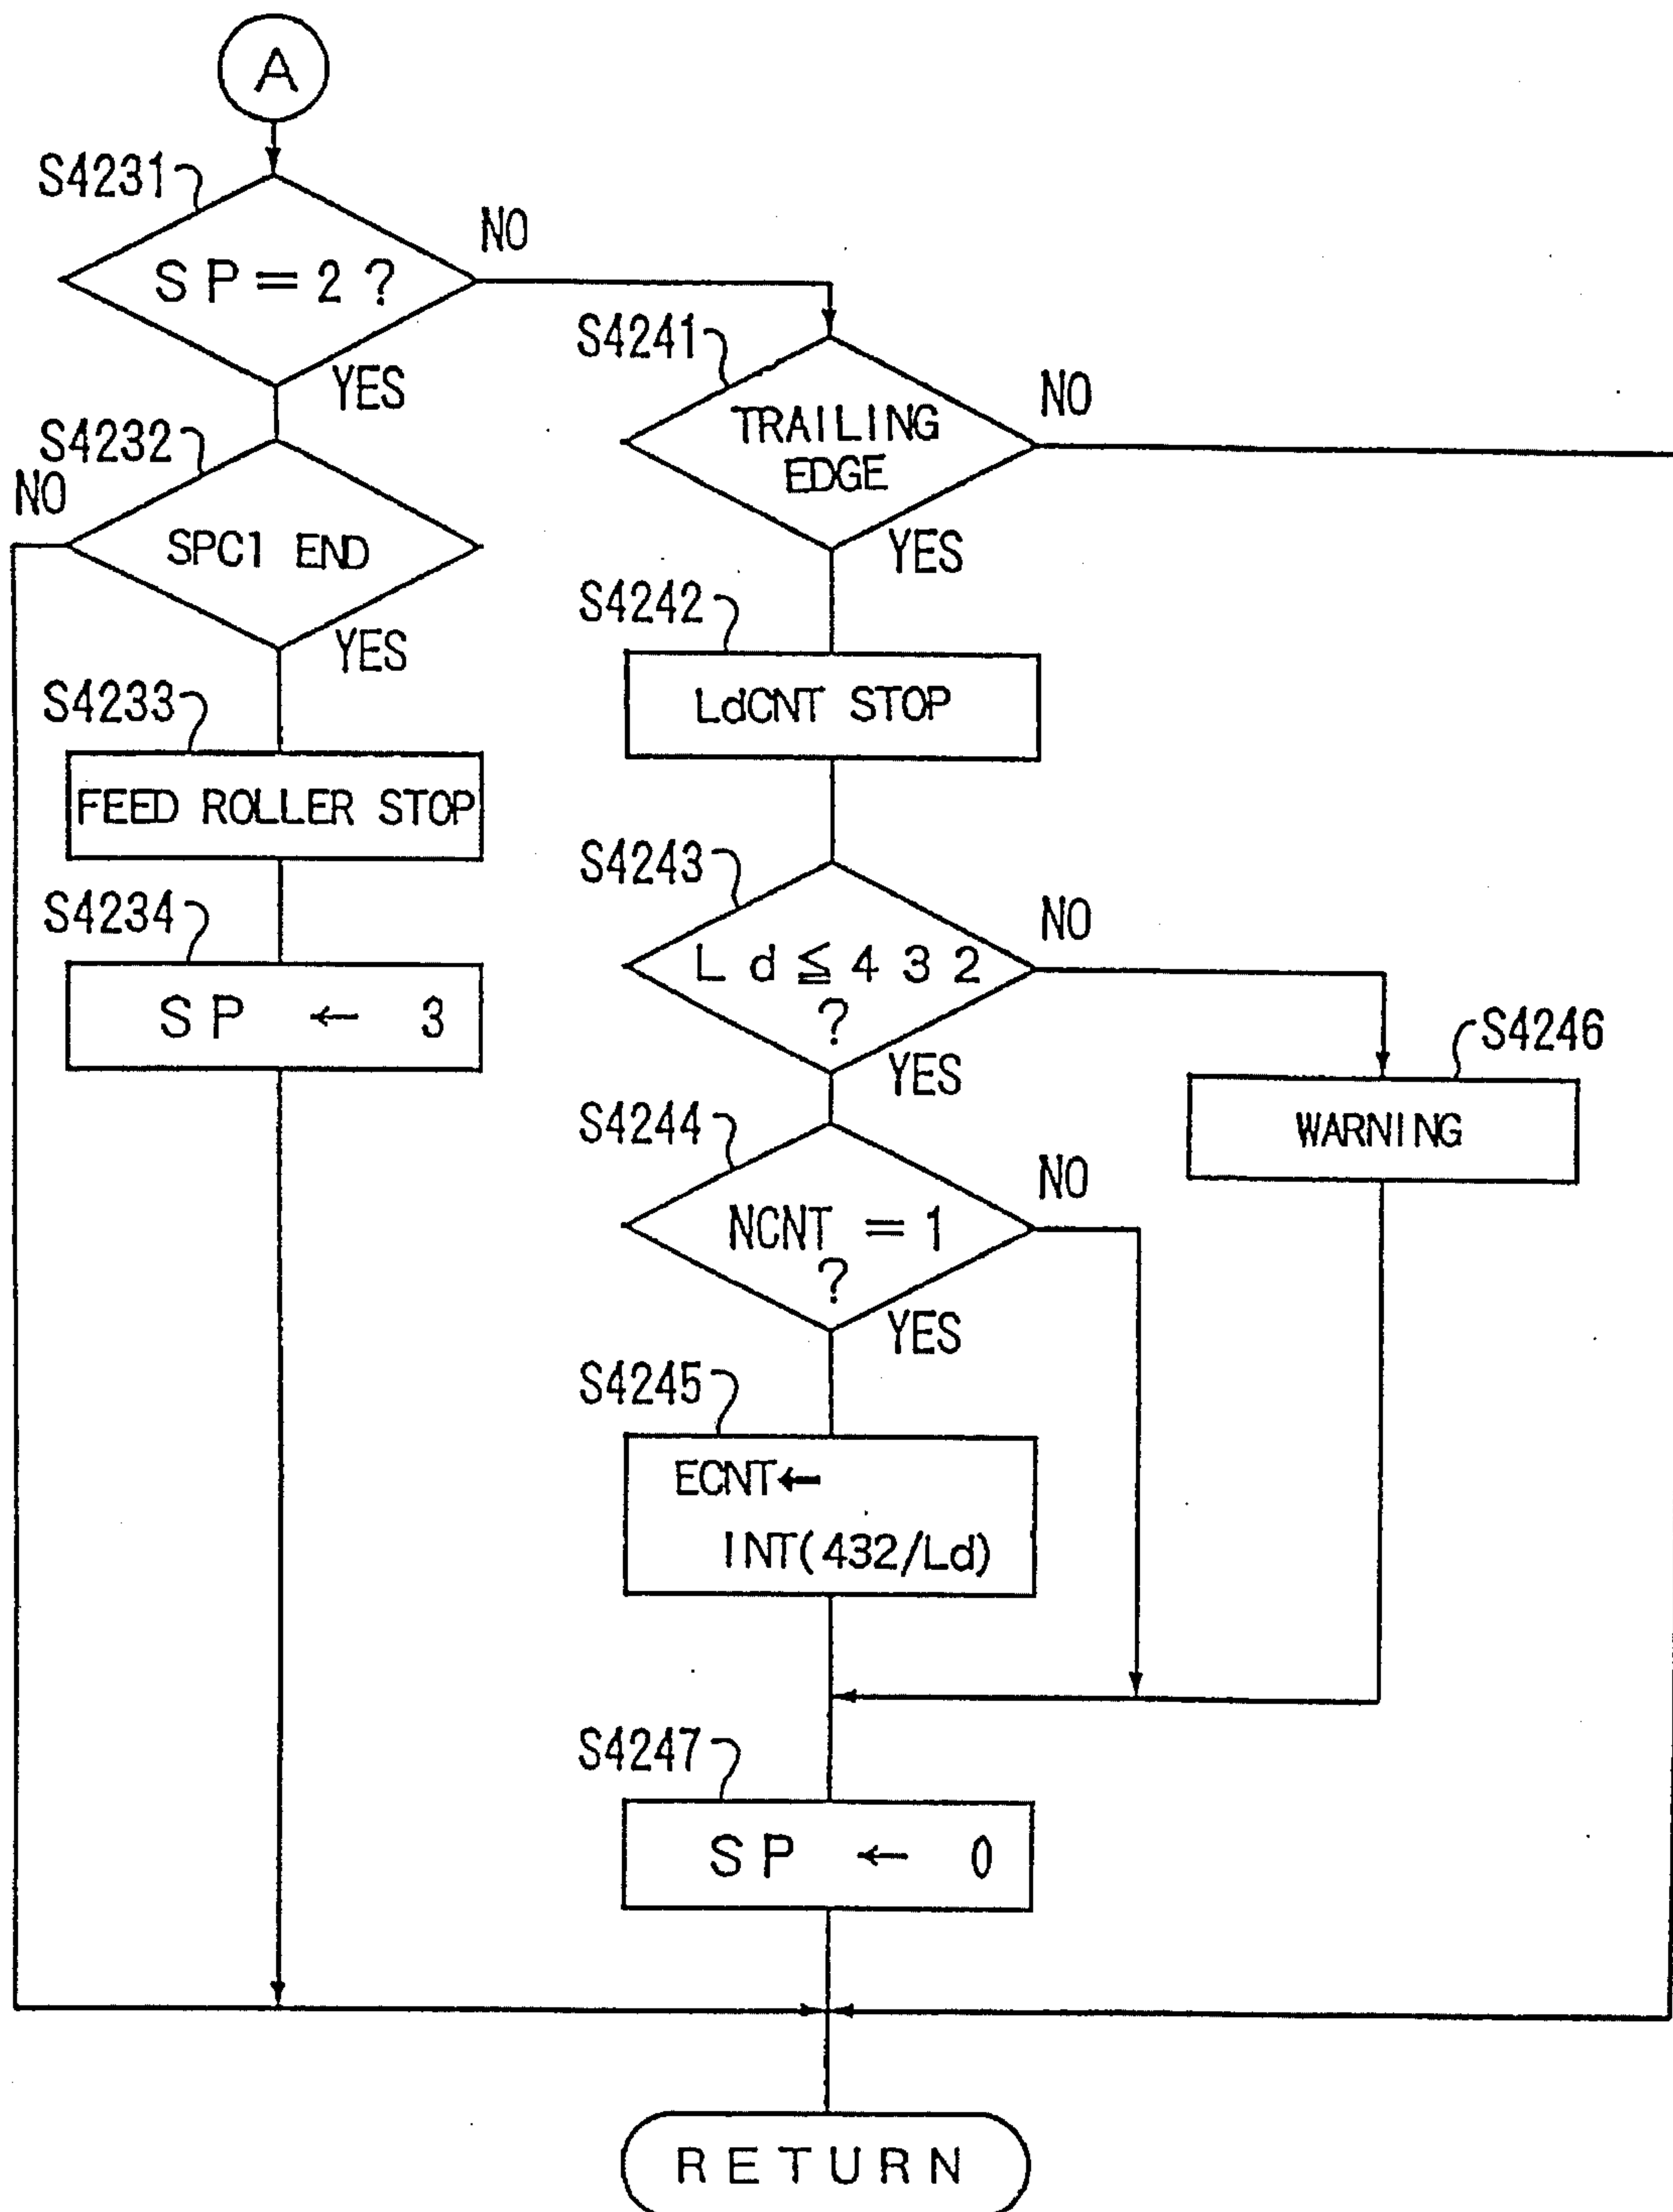 A
S4231
SP=2?
NO
YES
S4232
NO
SPC1 END
YES
S4233
FEED ROLLER STOP
S4234
SP ← 3
S4241
TRAILING
EDGE
NO
YES
S4242
LdCNT STOP
S4243
Ld≦432
?
NO
YES
S4246
WARNING
S4244
NCNT =1
?
NO
YES
S4245
ECNT←
INT(432/Ld)
S4247
SP ← 0
RETURN